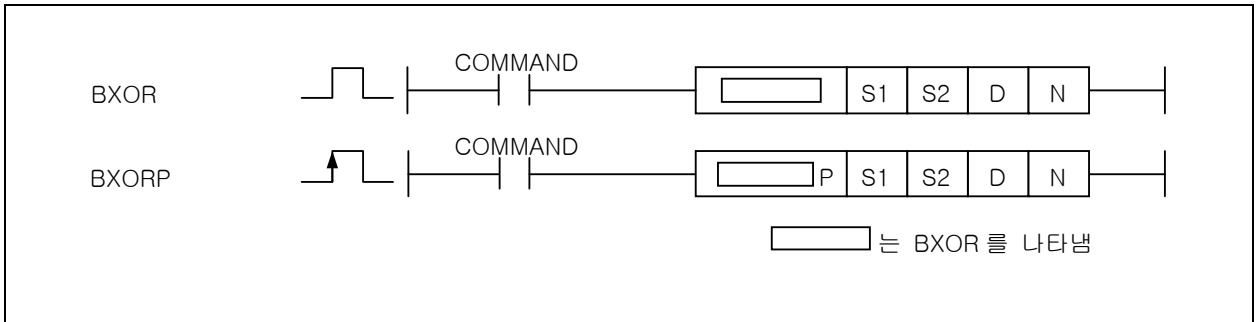 COMMAND
BXOR S1 S2 D N
COMMAND
BXORP P S1 S2 D N
는 BXOR 를 나타냄